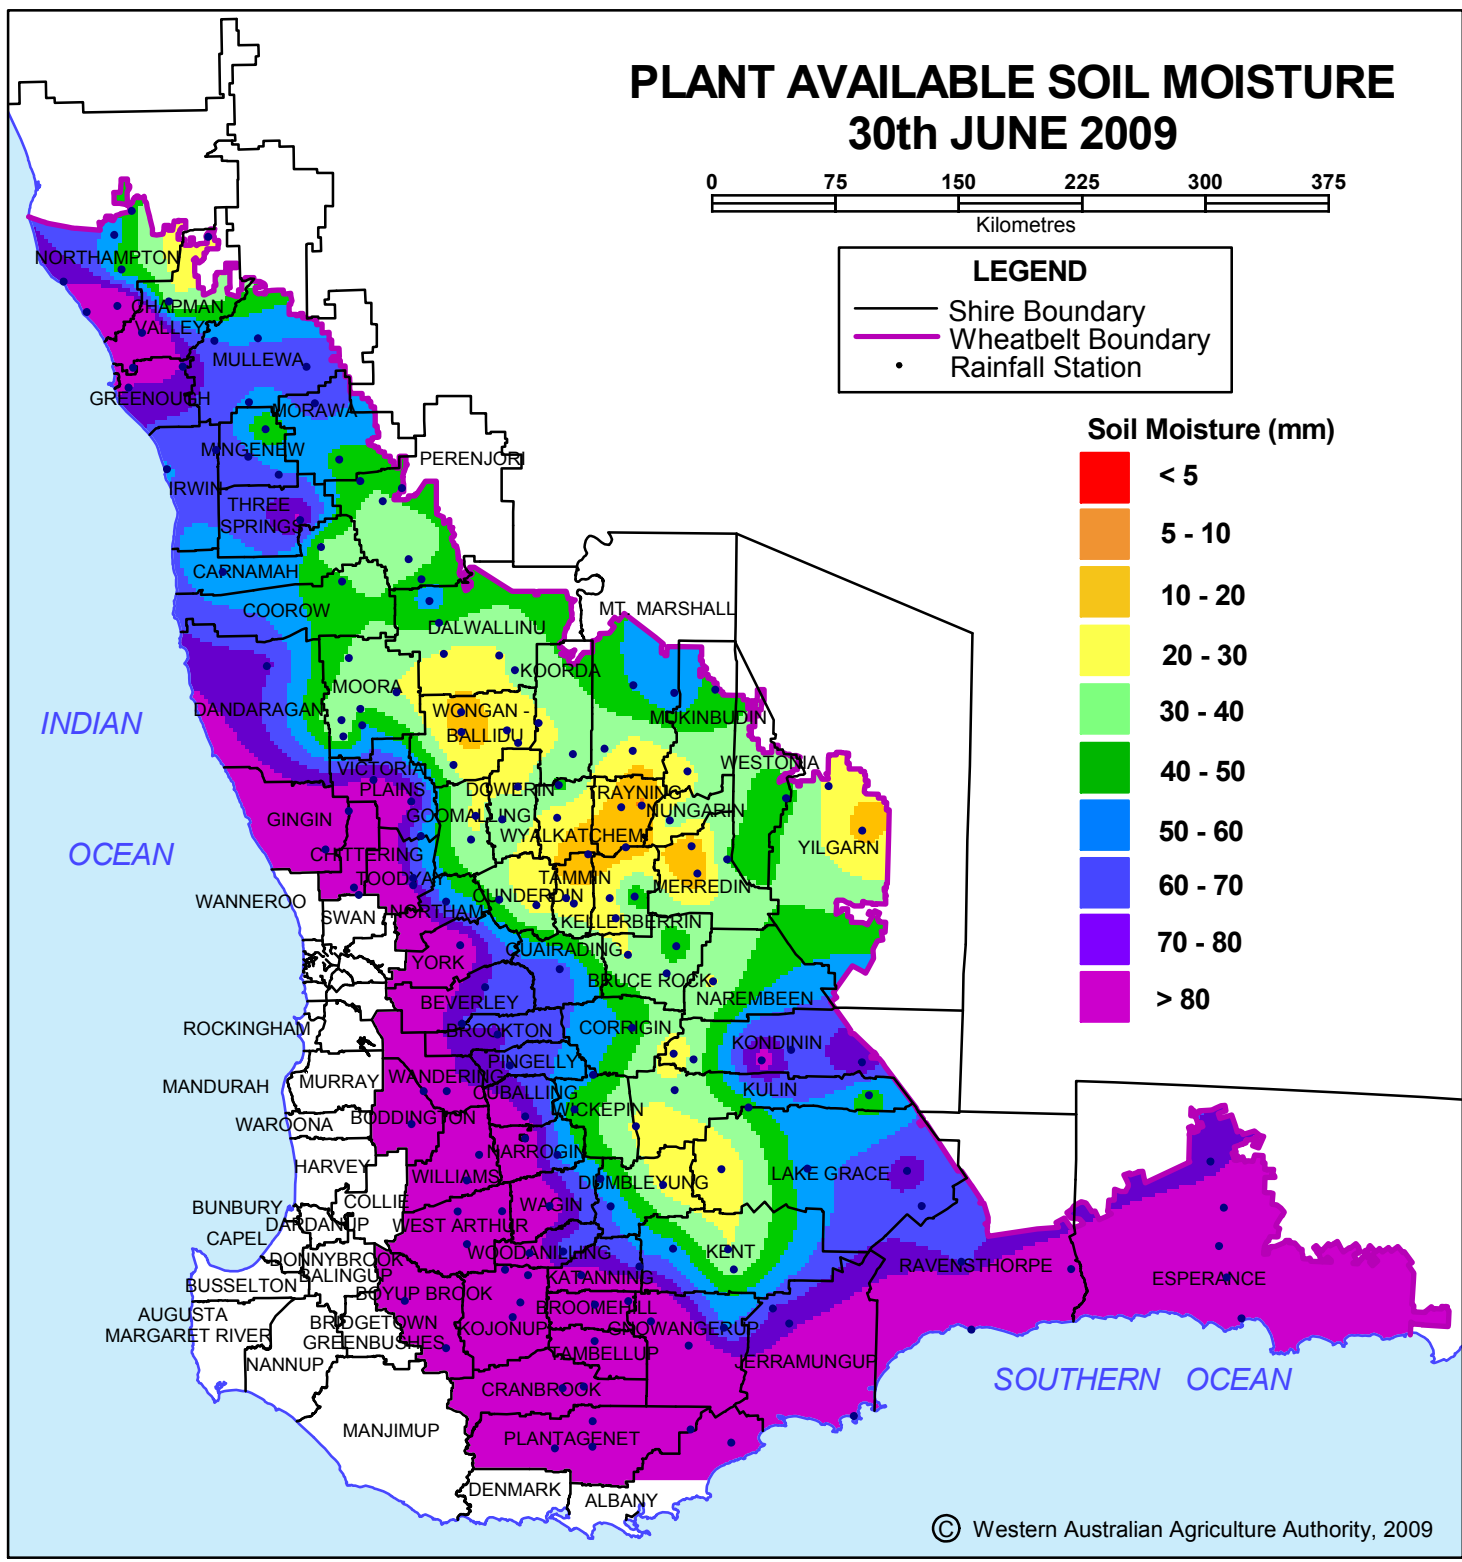 PLANT AVAILABLE SOIL MOISTURE
30th JUNE 2009
0 75 150 225 300 375
Kilometres
LEGEND
Shire Boundary
Wheatbelt Boundary
Rainfall Station
Soil Moisture (mm)
< 5
5 - 10
10 - 20
20 - 30
30 - 40
40 - 50
50 - 60
60 - 70
70 - 80
> 80
NORTHAMPTON
CHAPMAN
VALLEY
MULLEWA
GREENOUGH
MORAWA
MINGENEW
PERENJORI
IRWIN
THREE
SPRINGS
CARNAMAH
COOROW
MT. MARSHALL
DALWALLINU
KOORDA
MOORA
DANDARAGAN
WONGAN -
BALLIDU
MUKINBUDIN
INDIAN
OCEAN
VICTORIA
PLAINS
WESTONIA
DOWERIN
TRAYNING
NUNGARIN
GINGIN
GOOMALLING
WYALKATCHEM
YILGARN
CHITTERING
TOODYAY
TAMMIN
MERREDIN
WANNEROO
SWAN
NORTHAM
CUNDERDIN
KELLERBERRIN
YORK
QUAIRADING
BRUCE ROCK
BEVERLEY
NAREMBEEN
ROCKINGHAM
BROOKTON
CORRIGIN
KONDININ
PINGELLY
MANDURAH
MURRAY
WANDERING
CUBALLING
KULIN
WAROONA
BODDINGTON
WICKEPIN
HARVEY
NARROGIN
WILLIAMS
DUMBLEYUNG
LAKE GRACE
BUNBURY
COLLIE
WAGIN
DARDANUP
WEST ARTHUR
CAPEL
DONNYBROOK
BALINGUP
WOODANILLING
KENT
BUSSELTON
BOYUP BROOK
KATANNING
RAVENSTHORPE
ESPERANCE
AUGUSTA
MARGARET RIVER
BRIDGETOWN
GREENBUSHES
BROOMEHILL
KOJONUP
GNOWANGERUP
NANNUP
TAMBELLUP
JERRAMUNGUP
CRANBROOK
SOUTHERN OCEAN
MANJIMUP
PLANTAGENET
DENMARK
ALBANY
© Western Australian Agriculture Authority, 2009